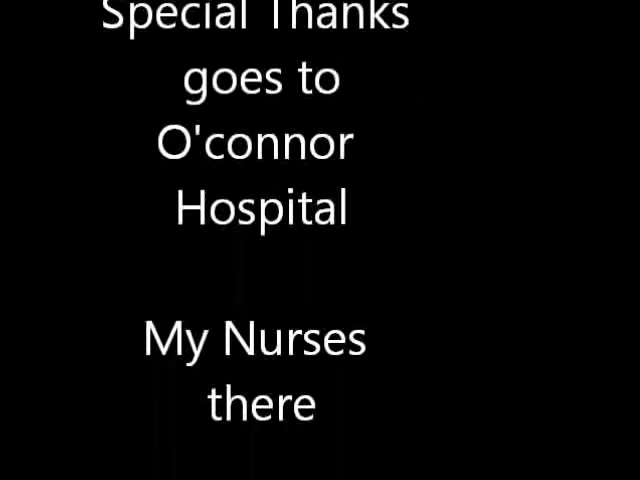 Special Thanks
goes to
O'connor
Hospital
My Nurses
there